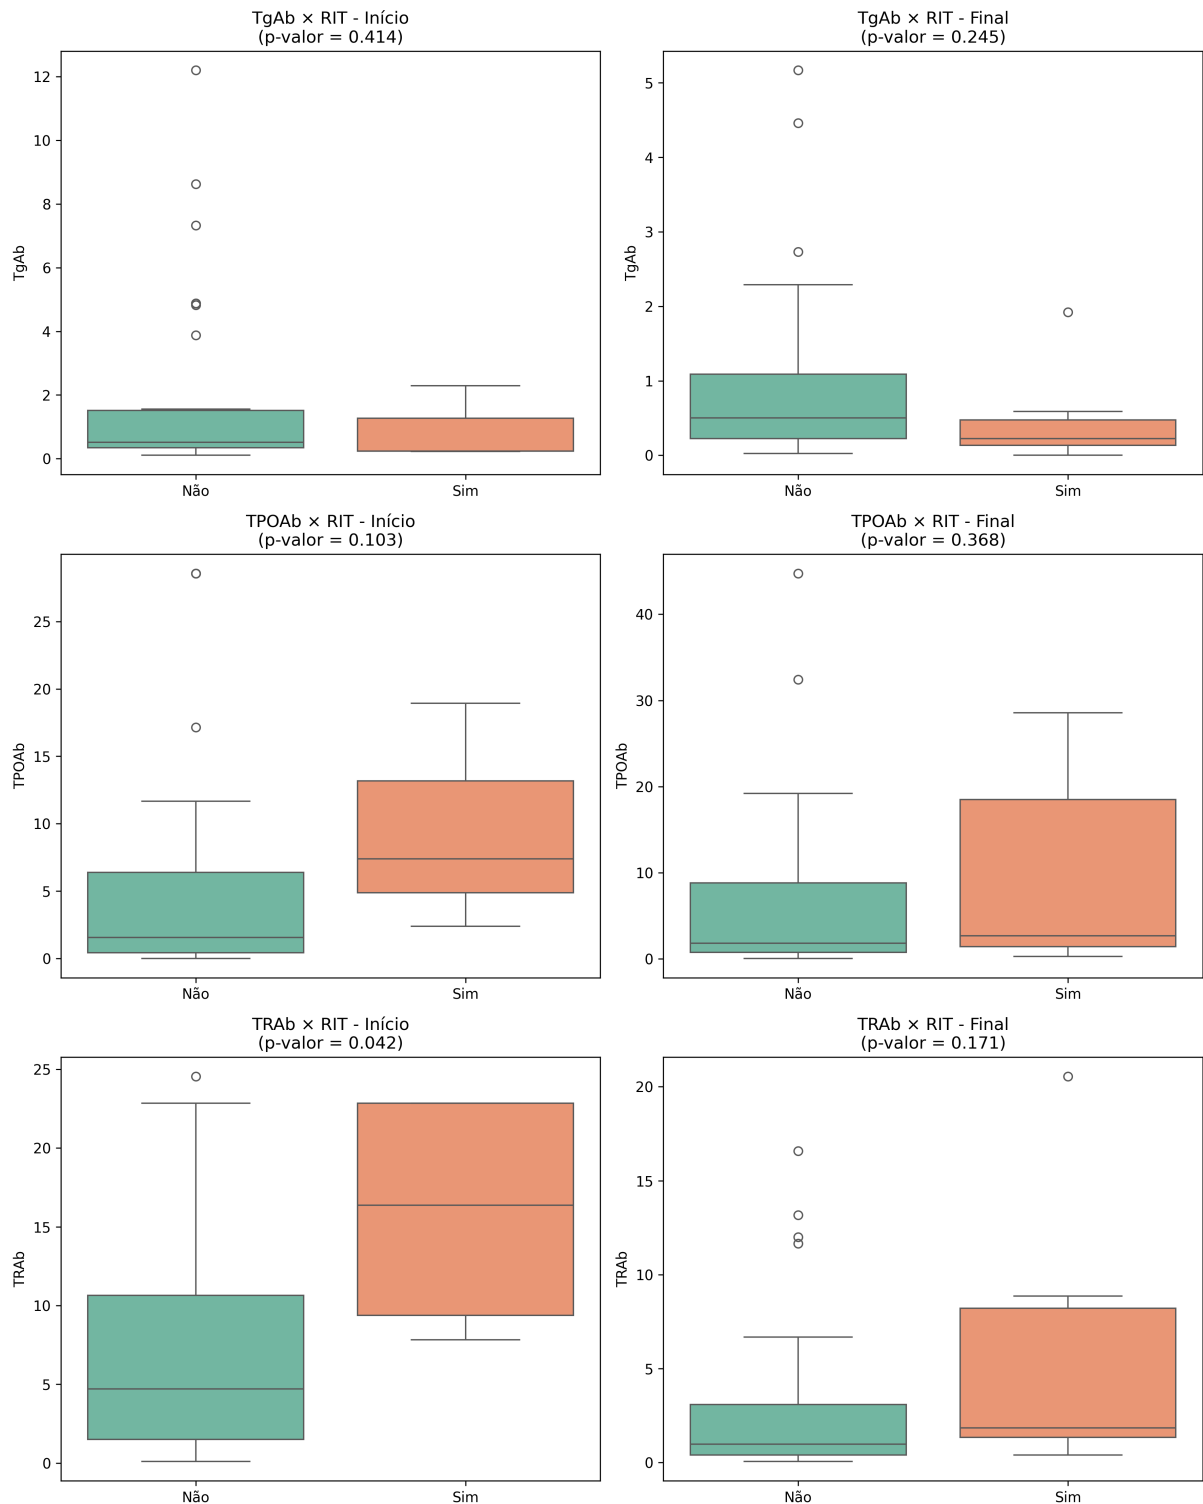 TgAb × RIT - Início
(p-valor = 0.414)
12
10
8
6
4
2
0
TgAb
Não
Sim
TgAb × RIT - Final
(p-valor = 0.245)
5
4
3
2
1
0
TgAb
Não
Sim
TPOAb × RIT - Início
(p-valor = 0.103)
25
20
15
10
5
0
TPOAb
Não
Sim
TPOAb × RIT - Final
(p-valor = 0.368)
40
30
20
10
0
TPOAb
Não
Sim
TRAb × RIT - Início
(p-valor = 0.042)
25
20
15
10
5
0
TRAb
Não
Sim
TRAb × RIT - Final
(p-valor = 0.171)
20
15
10
5
0
TRAb
Não
Sim